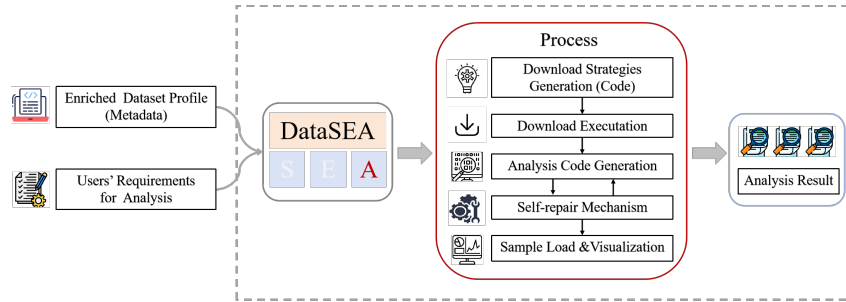 Enriched Dataset Profile
(Metadata)
Users' Requirements
for Analysis
DataSEA
S E A
Process
Download Strategies
Generation (Code)
Download Execution
Analysis Code Generation
Self-repair Mechanism
Sample Load &Visualization
Analysis Result